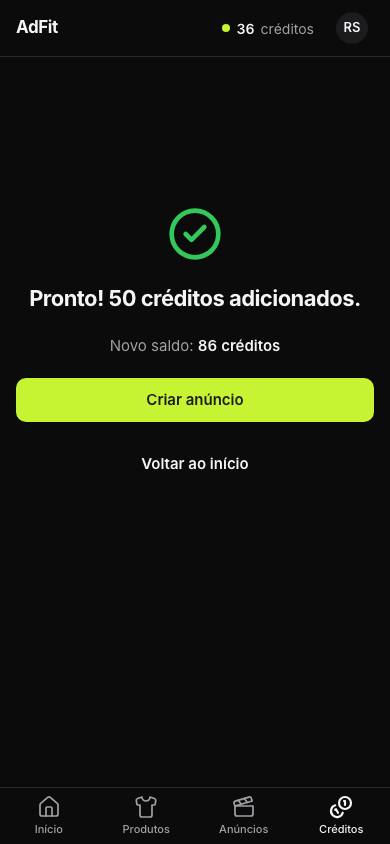 AdFit
36 créditos
RS
Pronto! 50 créditos adicionados.
Novo saldo: 86 créditos
Criar anúncio
Voltar ao início
Início
Produtos
Anúncios
Créditos